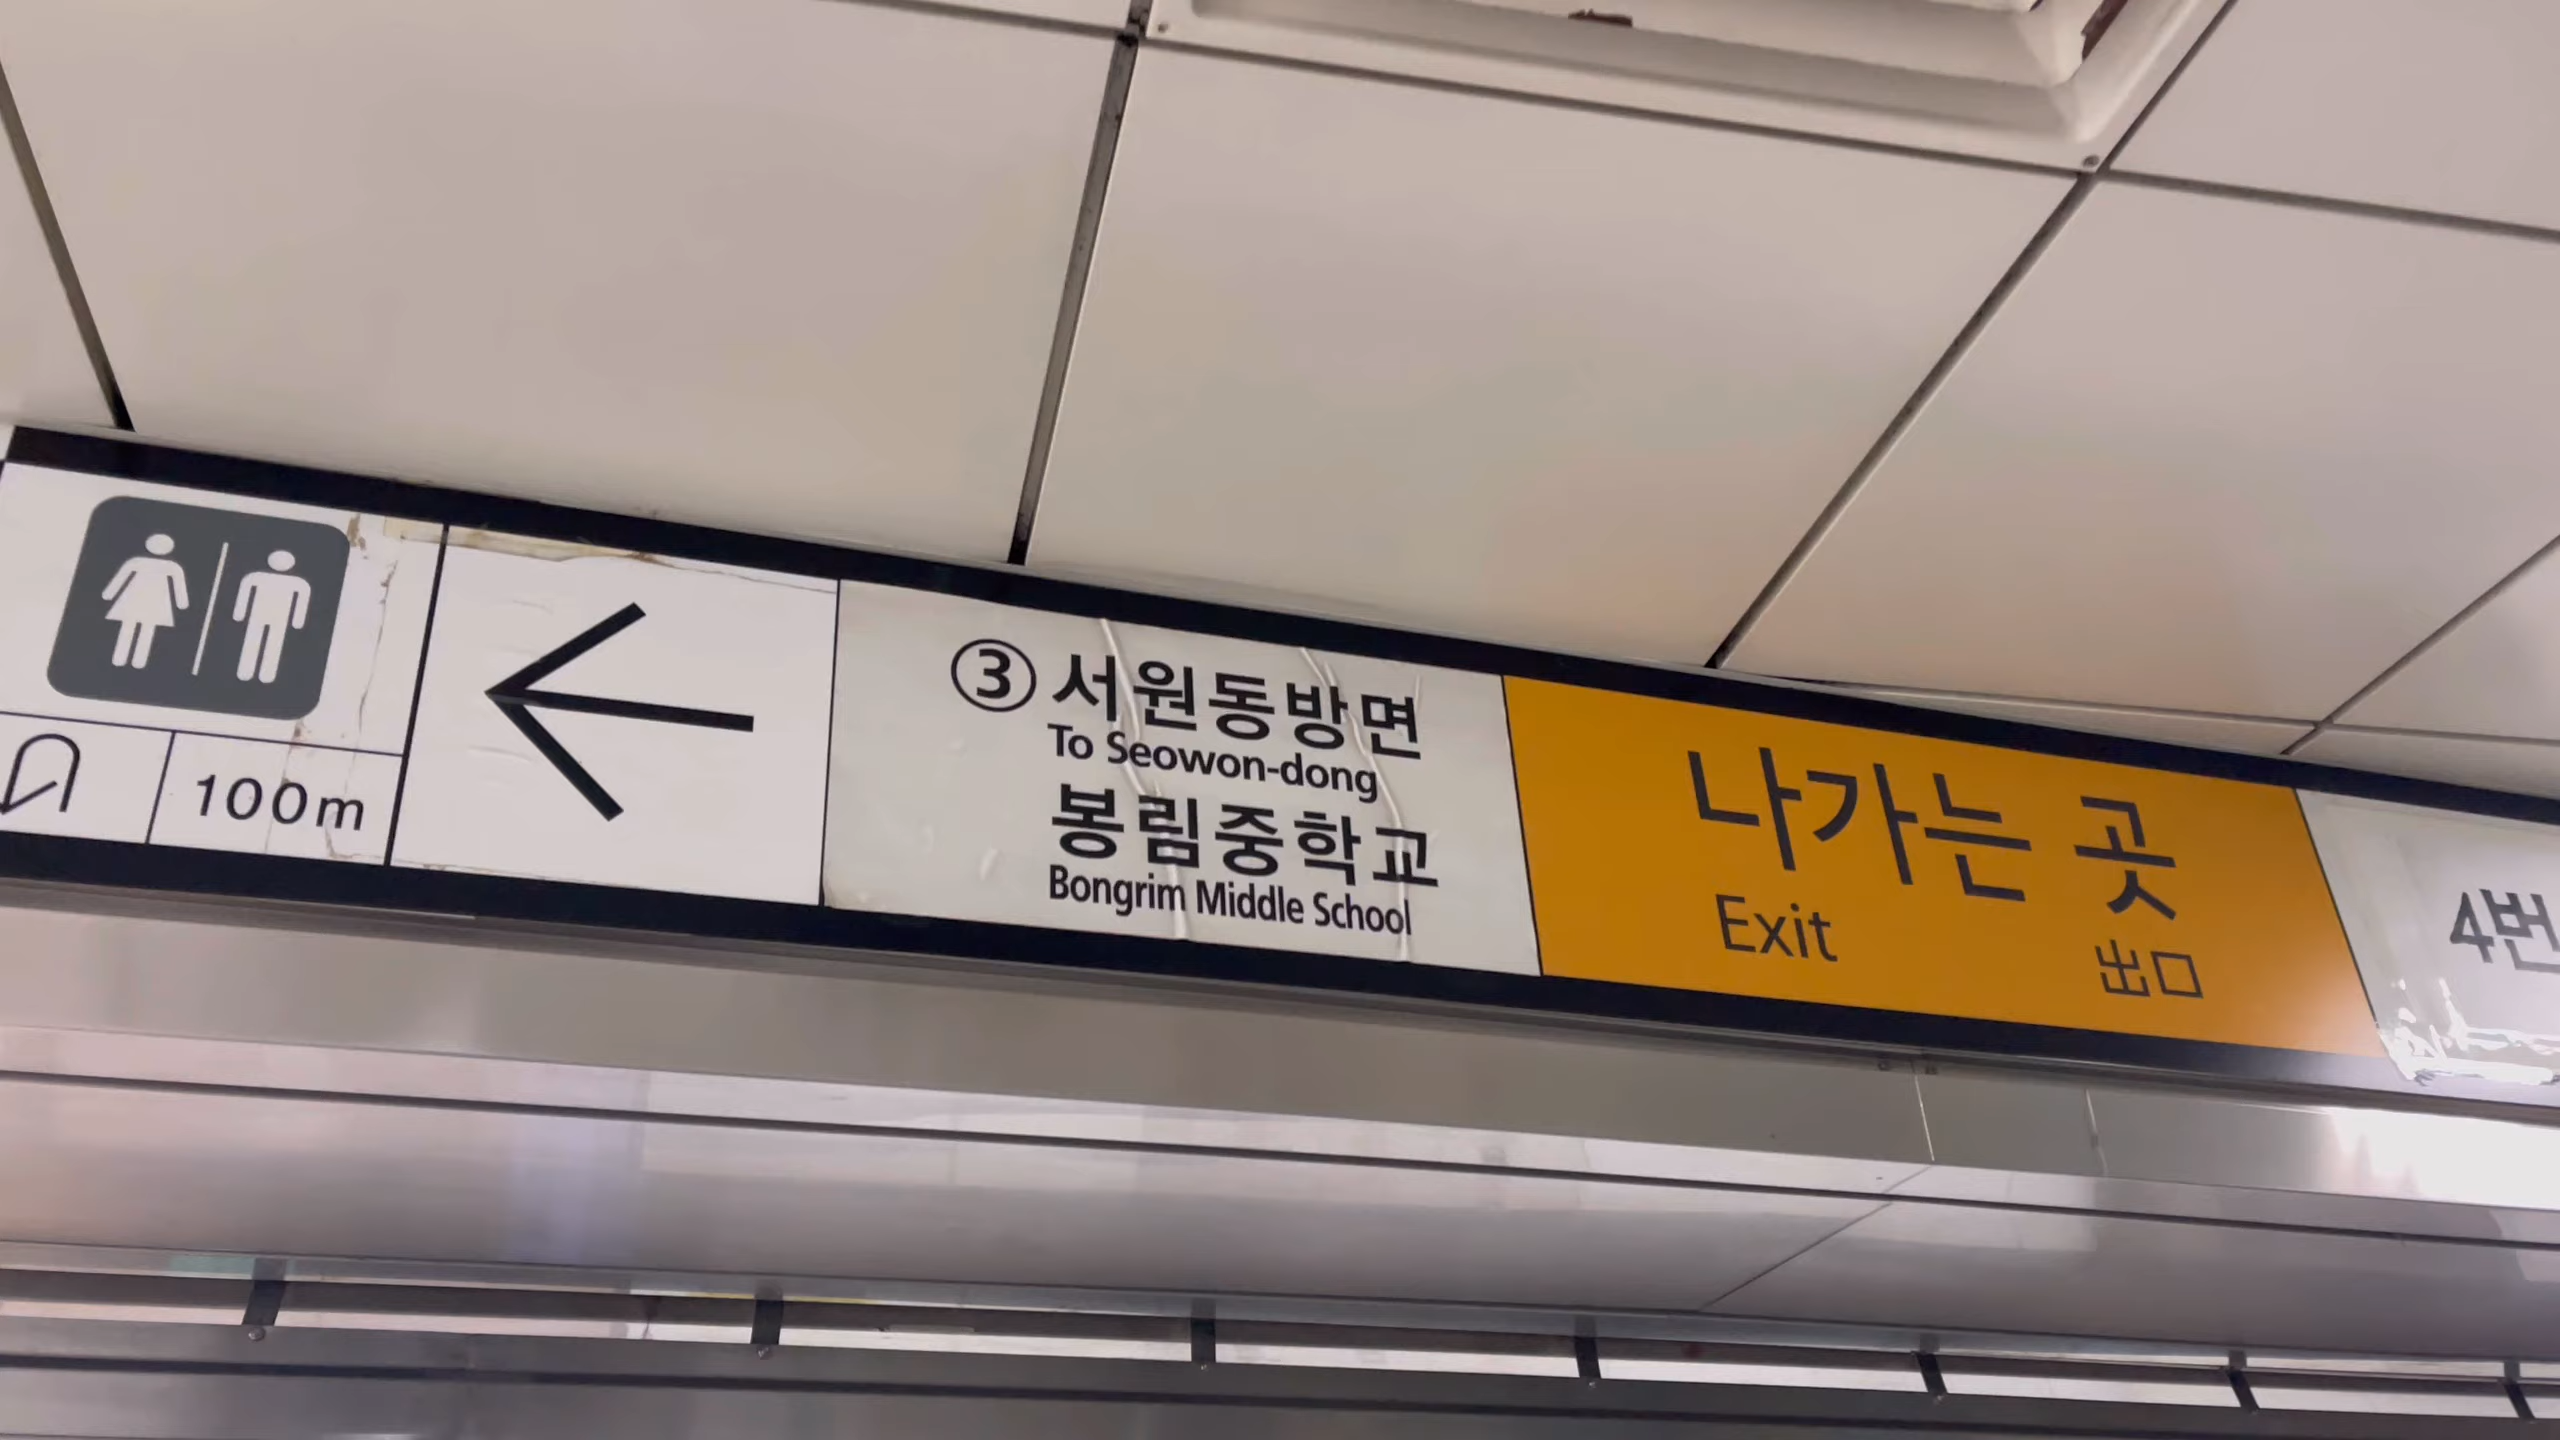 100m
③ 서원동방면
To Seowon-dong
봉림중학교
Bongrim Middle School
나가는 곳
Exit 出口
4번